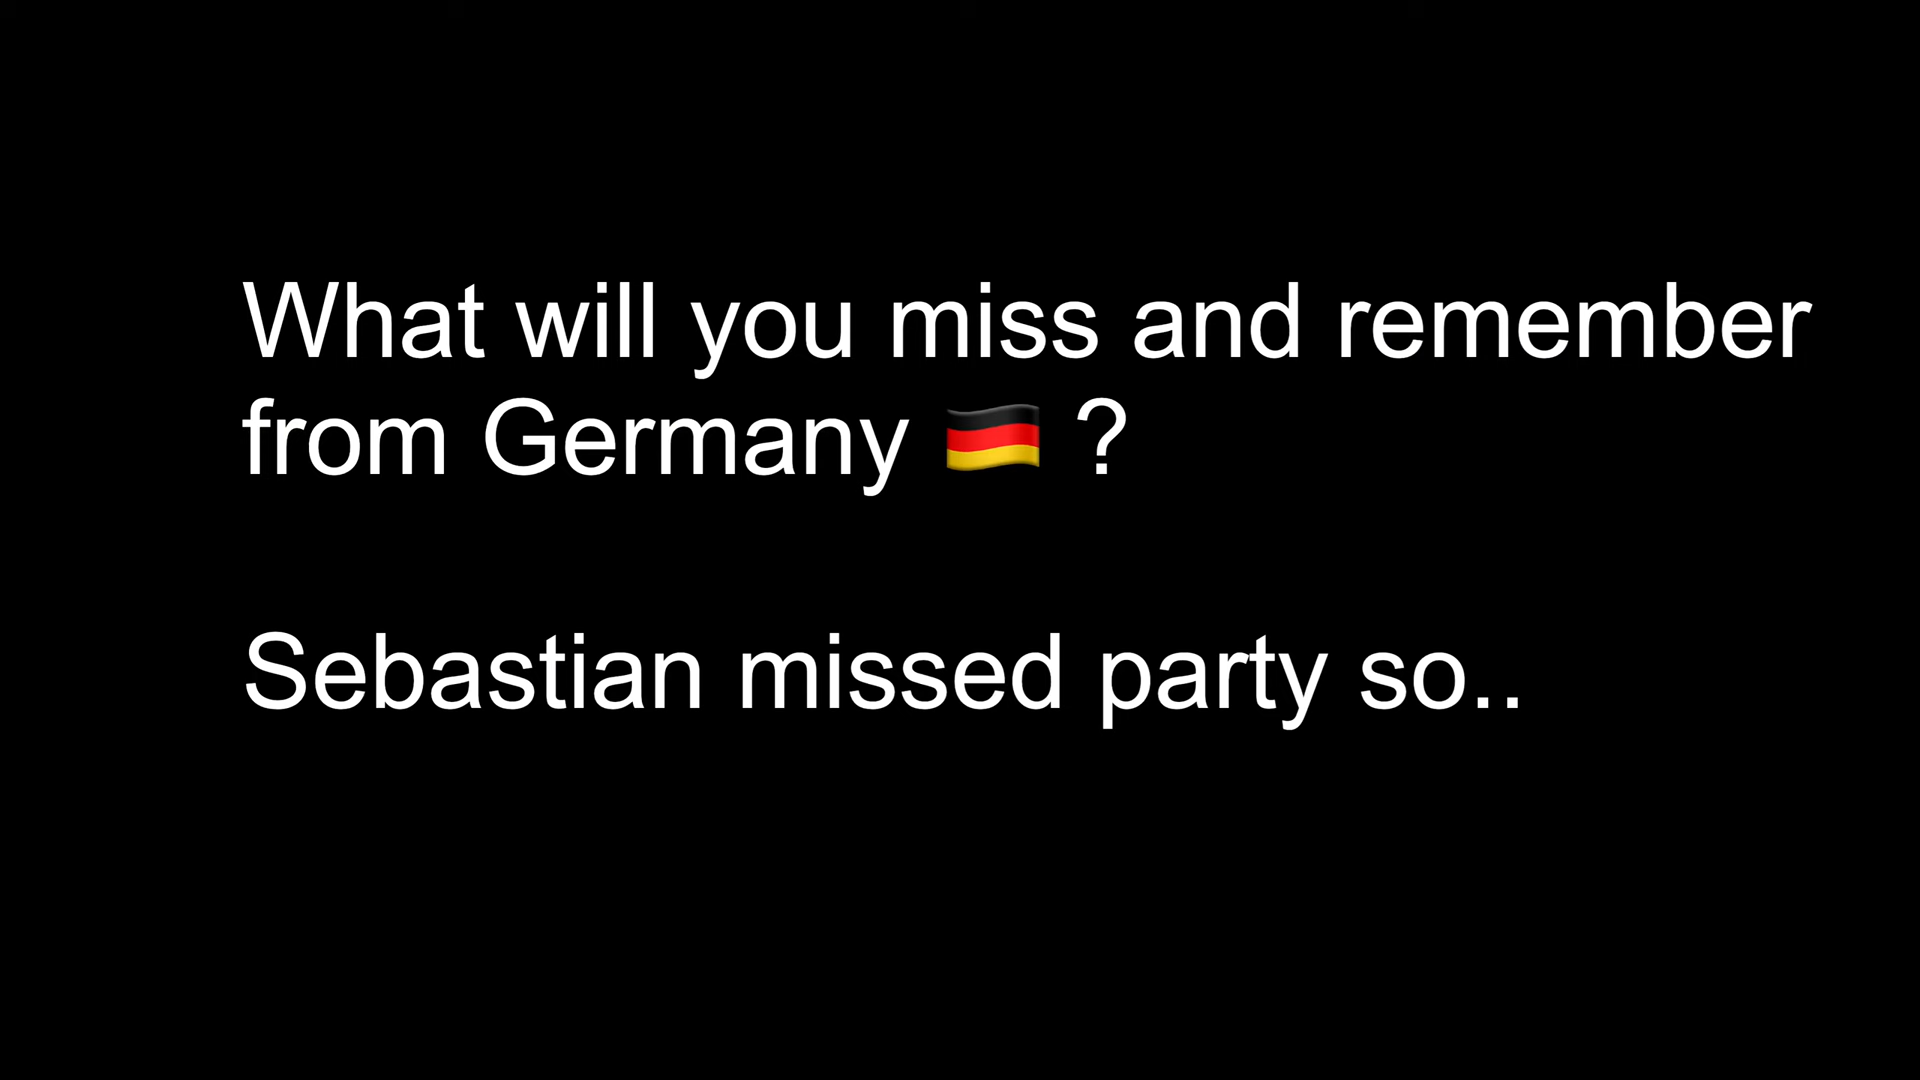 What will you miss and remember
from Germany 🇩🇪 ?
Sebastian missed party so..